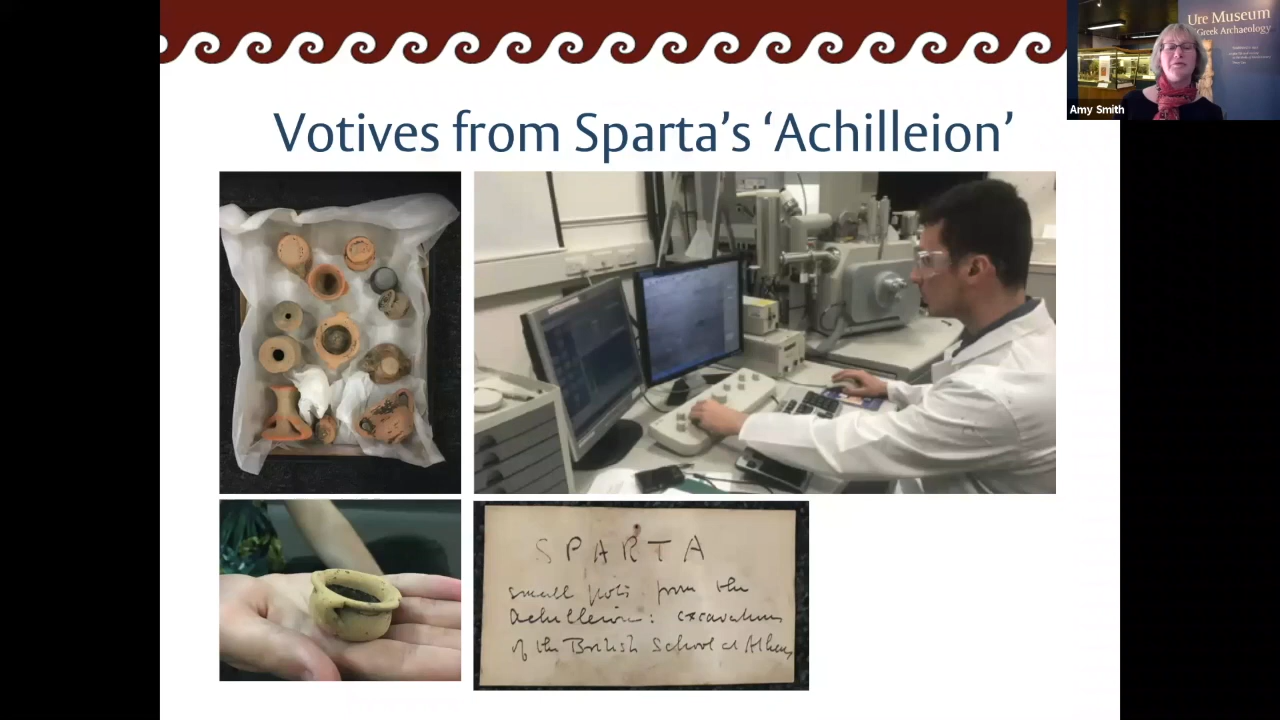 Votives from Sparta's 'Achilleion'
Ure Museum
Greek Archaeology
Amy Smith
SPARTA
small pots from the
Achilleion: excavations
of the British School at Athens